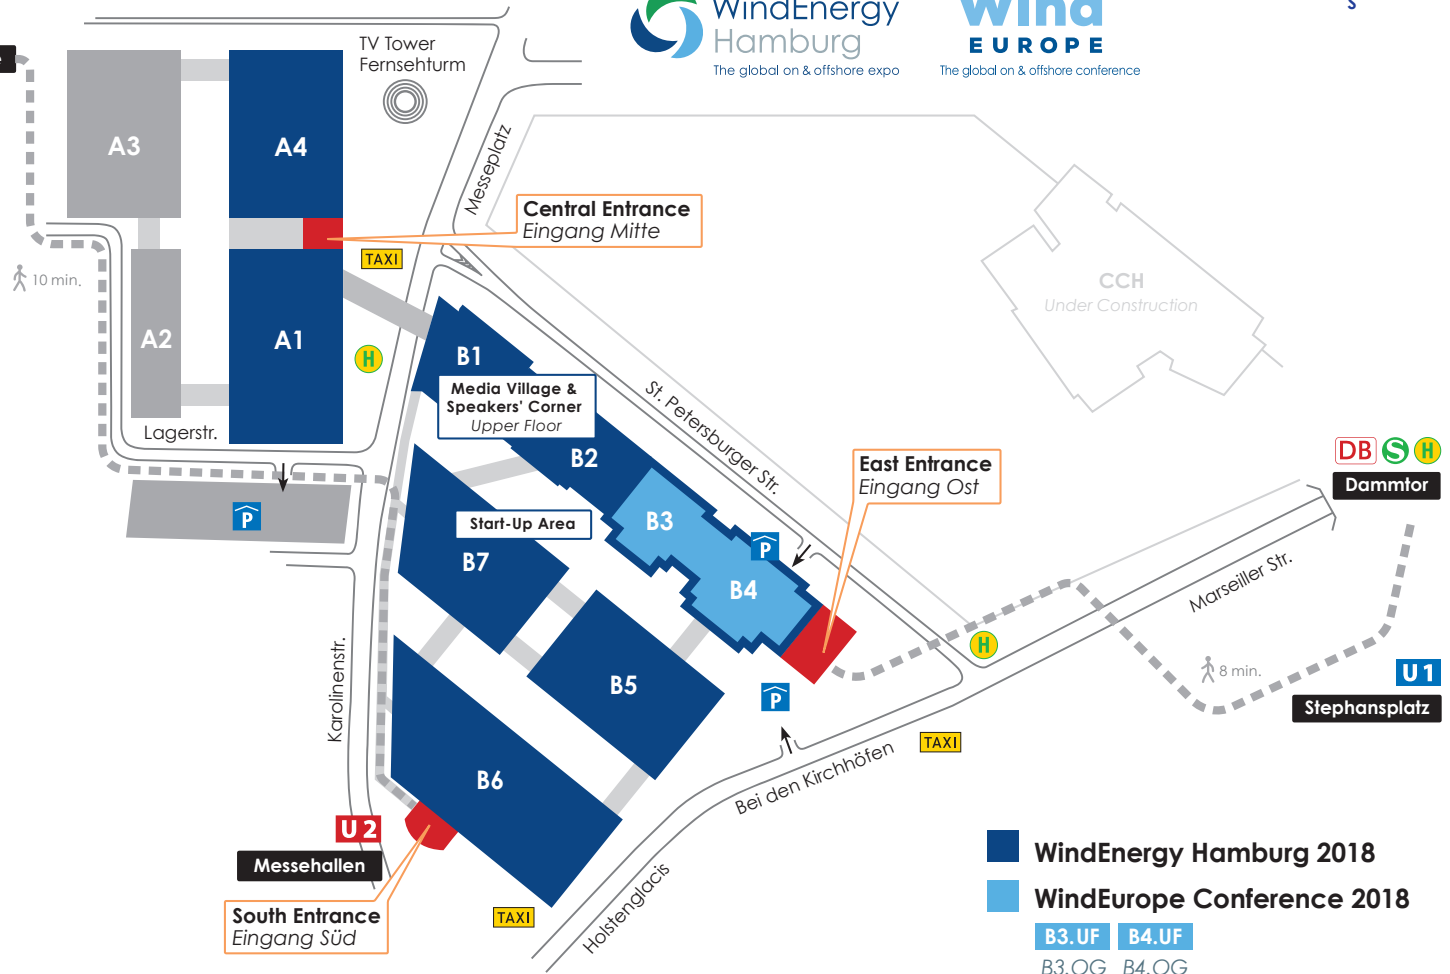 WindEnergy
Hamburg
The global on & offshore expo
Wind
EUROPE
The global on & offshore conference
S
TV Tower
Fernsehturm
A3
A4
Messeplatz
Central Entrance
Eingang Mitte
TAXI
10 min.
CCH
Under Construction
A2
A1
H
B1
Media Village &
Speakers' Corner
Upper Floor
St. Petersburger Str.
Lagerstr.
B2
East Entrance
Eingang Ost
DB
S
H
Dammtor
P
Start-Up Area
B3
P
B7
B4
Marseiller Str.
Karolinenstr.
H
8 min.
U1
Stephansplatz
B5
P
TAXI
B6
Bei den Kirchhöfen
U2
Messehallen
South Entrance
Eingang Süd
TAXI
Holstenglacis
WindEnergy Hamburg 2018
WindEurope Conference 2018
B3.UF B4.UF
B3.OG B4.OG